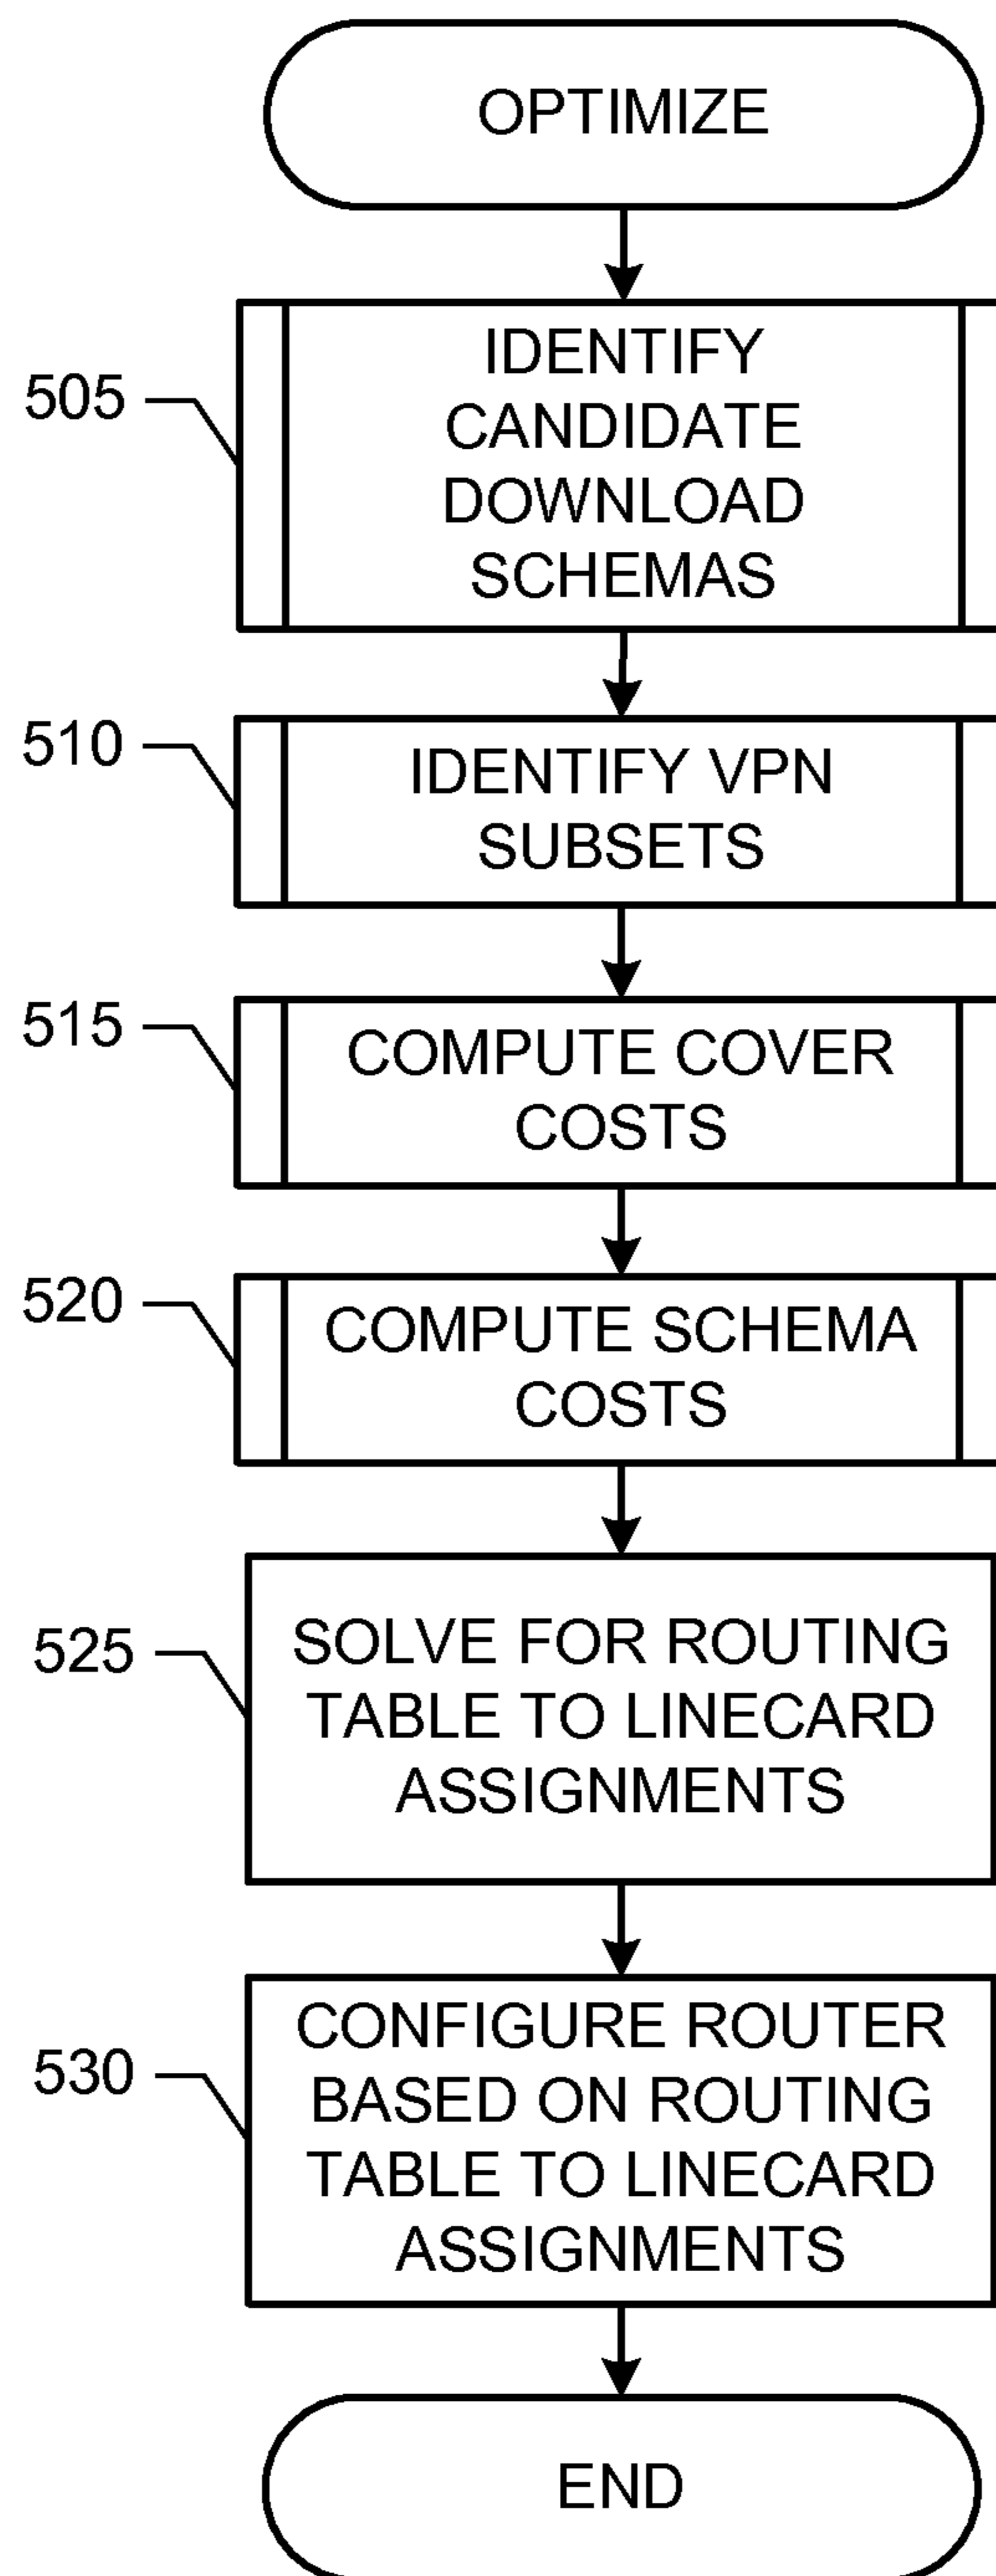 OPTIMIZE
505
IDENTIFY
CANDIDATE
DOWNLOAD
SCHEMAS
510
IDENTIFY VPN
SUBSETS
515
COMPUTE COVER
COSTS
520
COMPUTE SCHEMA
COSTS
525
SOLVE FOR ROUTING
TABLE TO LINECARD
ASSIGNMENTS
530
CONFIGURE ROUTER
BASED ON ROUTING
TABLE TO LINECARD
ASSIGNMENTS
END